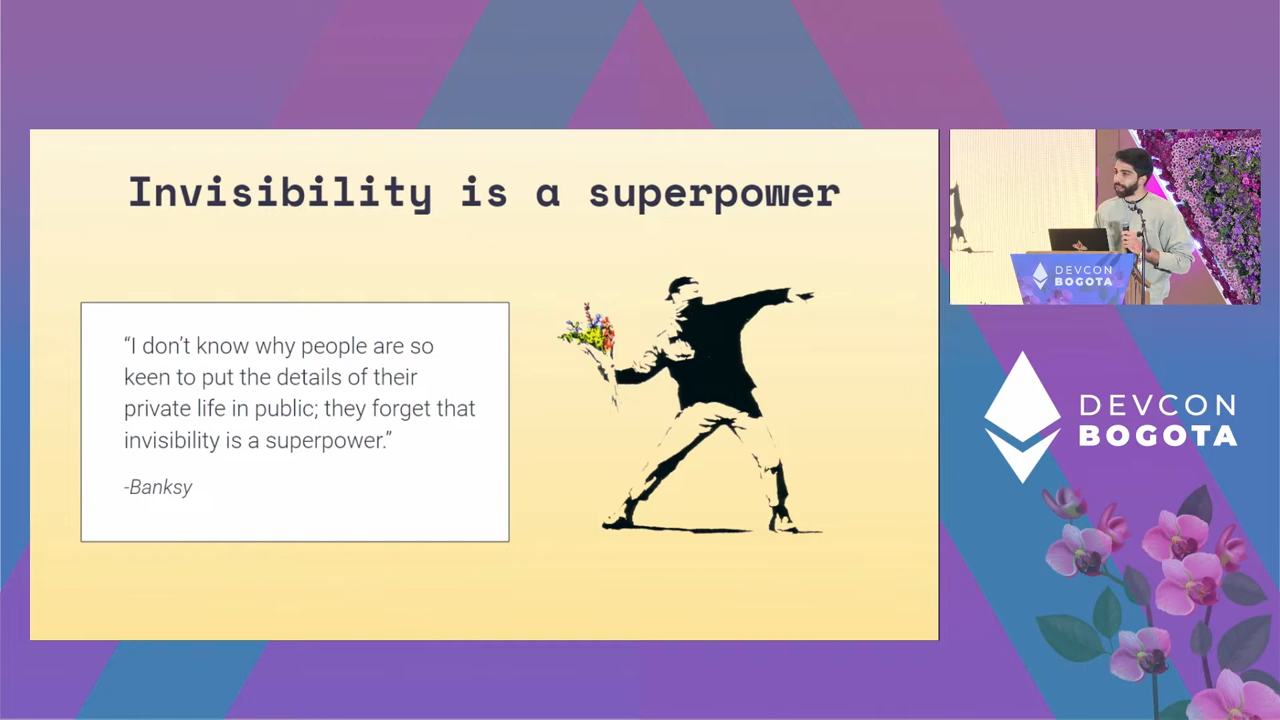 Invisibility is a superpower
“I don’t know why people are so
keen to put the details of their
private life in public; they forget that
invisibility is a superpower.”
-Banksy
DEVCON
BOGOTA
DEVCON
BOGOTA